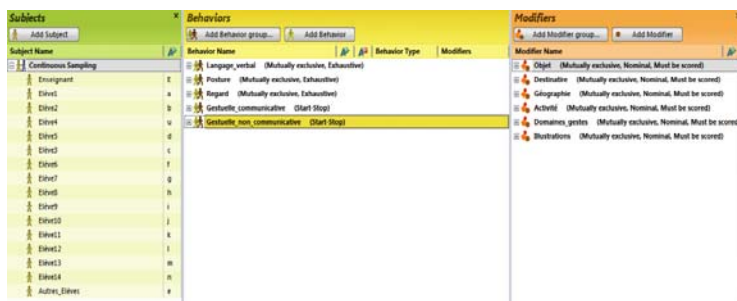 Subjects
Add Subject
Subject Name
Continuous Sampling
Enseignant E
Elève1 a
Elève2 b
Elève4 u
Elève5 d
Elève3 c
Elève6 f
Elève7 g
Elève8 h
Elève9 i
Elève10 j
Elève11 k
Elève12 l
Elève13 m
Elève14 n
Autres_Elèves e
Behaviors
Add Behavior group... Add Behavior
Behavior Name Behavior Type Modifiers
Langage_verbal (Mutually exclusive, Exhaustive)
Posture (Mutually exclusive, Exhaustive)
Regard (Mutually exclusive, Exhaustive)
Gestuelle_communicative (Start-Stop)
Gestuelle_non_communicative (Start-Stop)
Modifiers
Add Modifier group... Add Modifier
Modifier Name
Objet (Mutually exclusive, Nominal, Must be scored)
Destinatire (Mutually exclusive, Nominal, Must be scored)
Géographie (Mutually exclusive, Nominal, Must be scored)
Activité (Mutually exclusive, Nominal, Must be scored)
Domaines_gestes (Mutually exclusive, Nominal, Must be scored)
Illustrations (Mutually exclusive, Nominal, Must be scored)